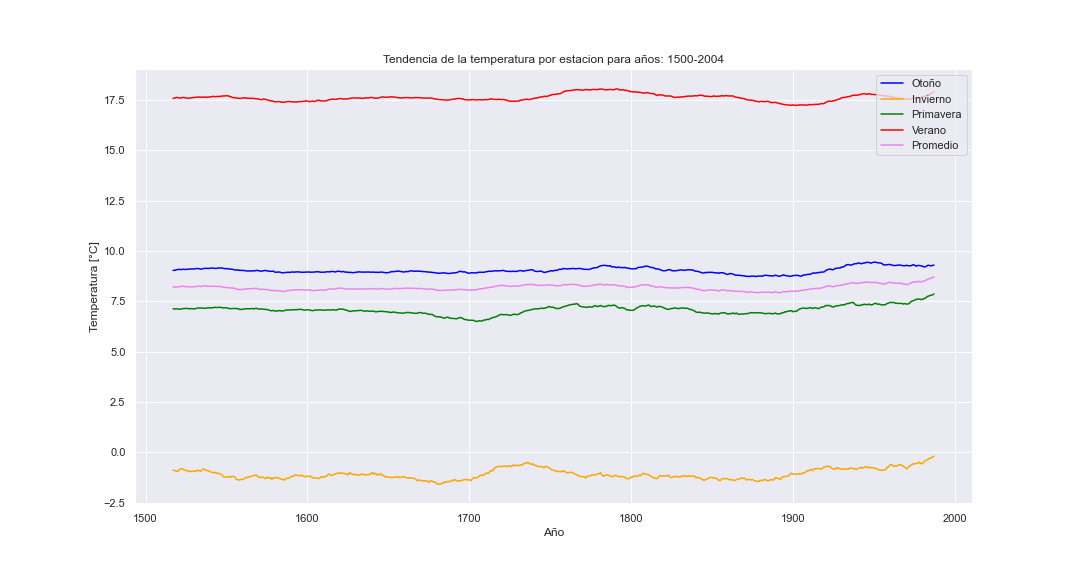 Tendencia de la temperatura por estacion para años: 1500-2004
Temperatura [°C]
17.5
15.0
12.5
10.0
7.5
5.0
2.5
0.0
−2.5
1500
1600
1700
1800
1900
2000
Año
Otoño
Invierno
Primavera
Verano
Promedio